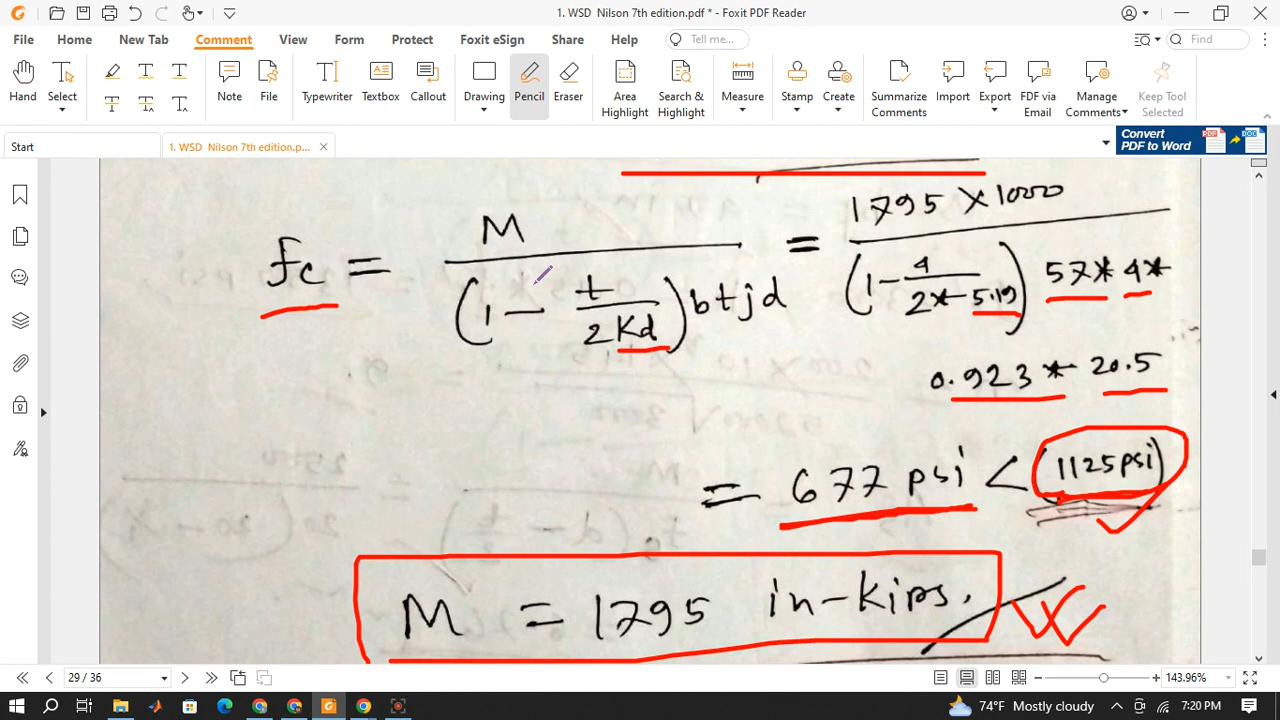 1. WSD Nilson 7th edition.pdf * - Foxit PDF Reader
File Home New Tab Comment View Form Protect Foxit eSign Share Help Tell me... Find
Hand Select Note File Typewriter Textbox Callout Drawing Pencil Eraser Area Highlight Search & Highlight Measure Stamp Create Summarize Comments Import Export PDF via Email Manage Comments Keep Tool Selected
Start 1. WSD Nilson 7th edition.p... Convert PDF to Word
fc = M / (1 - t / 2 Kd) b t j d = 1795 × 1000 / (1 - 4 / 2* 5.19) 57* 4*
0.923 * 20.5
= 677 psi < (1125 psi)
M = 1795 in-kips.
29 / 36 143.96%
74°F Mostly cloudy 7:20 PM